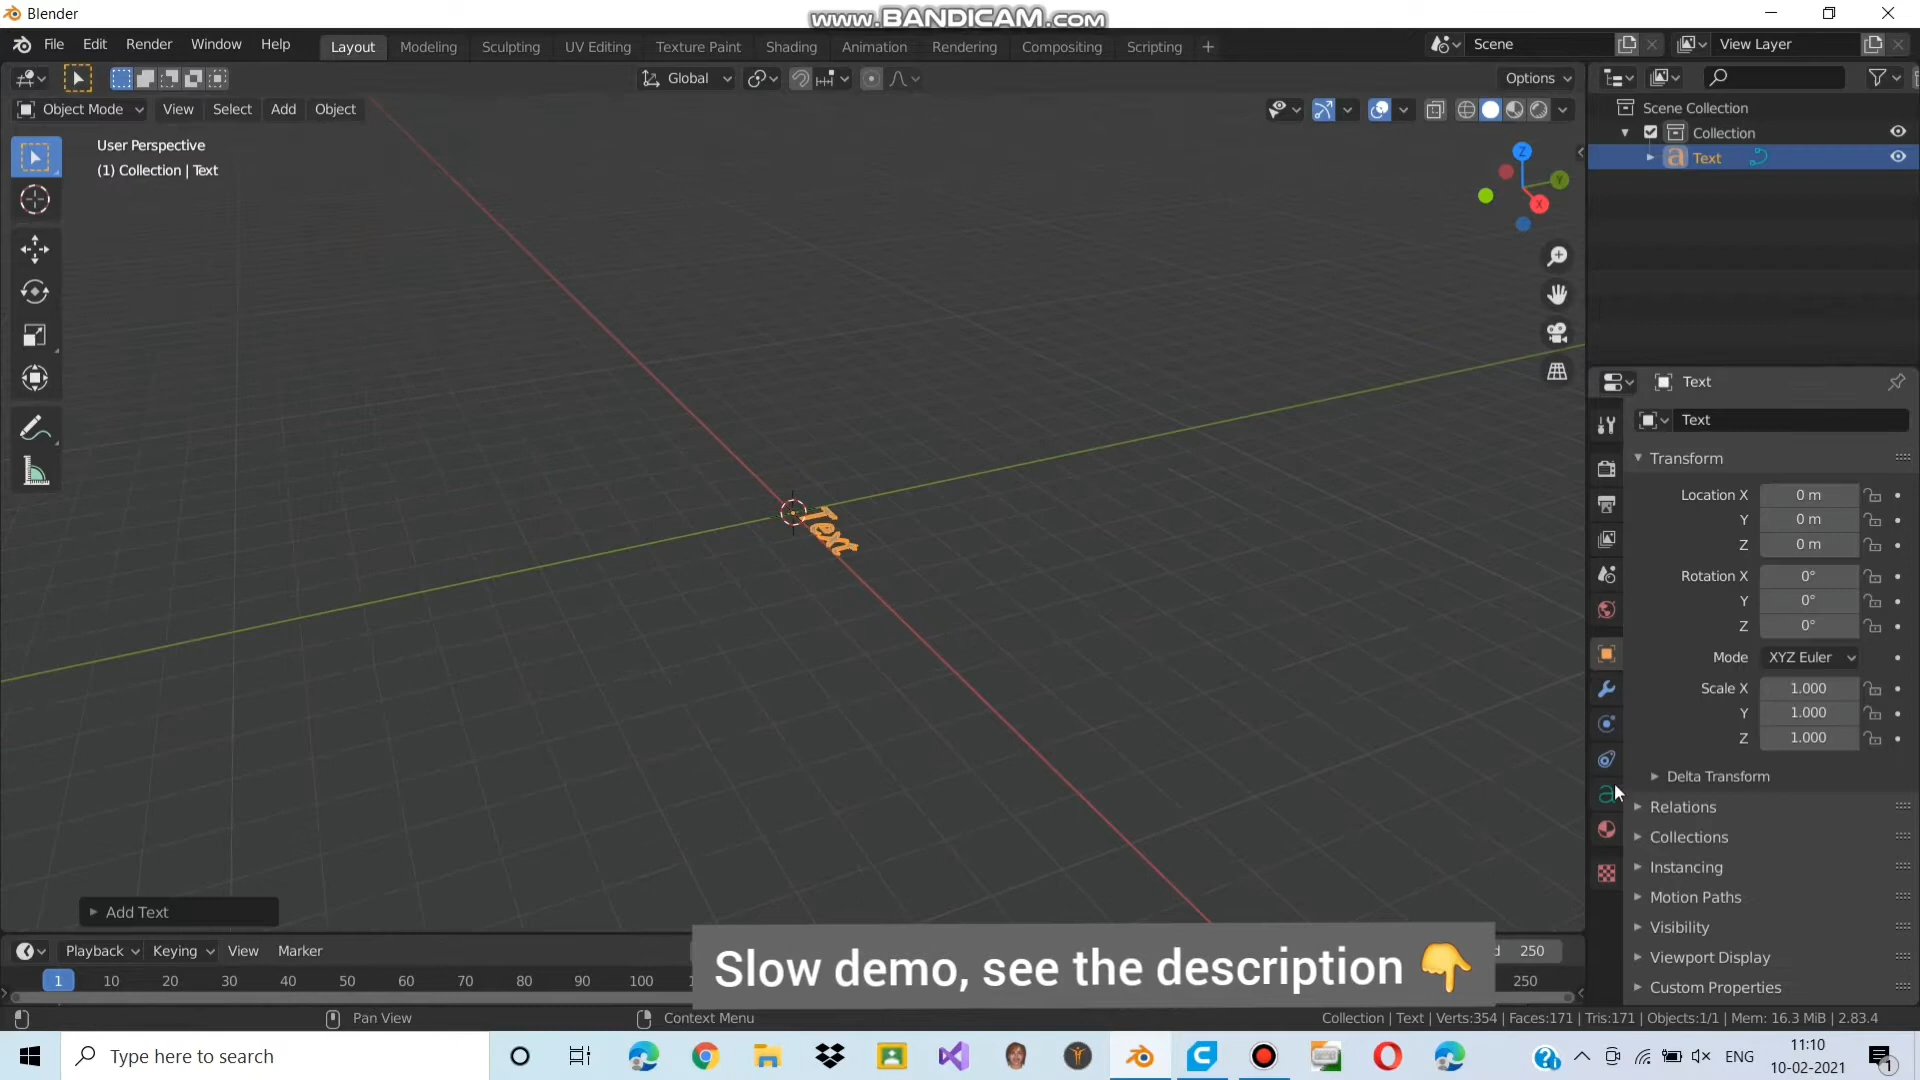 Blender
www.BANDICAM.com
File Edit Render Window Help
Layout Modeling Sculpting UV Editing Texture Paint Shading Animation Rendering Compositing Scripting +
Scene
View Layer
Global
Options
Object Mode View Select Add Object
User Perspective
(1) Collection | Text
Z
Y
X
Text
Scene Collection
Collection
Text
Text
Text
Transform
Location X 0 m
Y 0 m
Z 0 m
Rotation X 0°
Y 0°
Z 0°
Mode XYZ Euler
Scale X 1.000
Y 1.000
Z 1.000
Delta Transform
Relations
Collections
Instancing
Motion Paths
Visibility
Viewport Display
Custom Properties
Add Text
Playback Keying View Marker
250
1 10 20 30 40 50 60 70 80 90 100 250
Slow demo, see the description 👇
Pan View
Context Menu
Collection | Text | Verts:354 | Faces:171 | Tris:171 | Objects:1/1 | Mem: 16.3 MiB | 2.83.4
Type here to search
ENG
11:10
10-02-2021
1